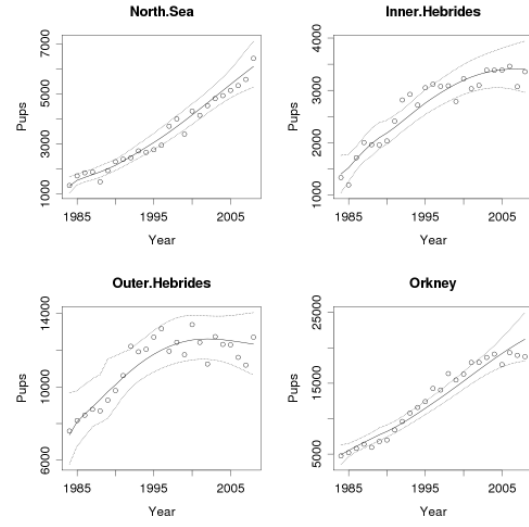 North.Sea
Pups
1000
3000
5000
7000
1985
1995
2005
Year
Inner.Hebrides
Pups
1000
2000
3000
4000
1985
1995
2005
Year
Outer.Hebrides
Pups
6000
10000
14000
1985
1995
2005
Year
Orkney
Pups
5000
15000
25000
1985
1995
2005
Year